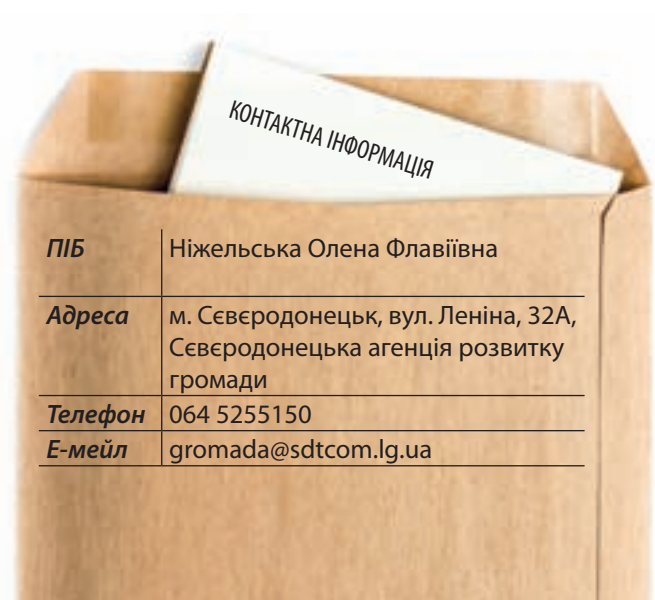 КОНТАКТНА ІНФОРМАЦІЯ
ПІБ Ніжельська Олена Флавіївна
Адреса м. Сєвєродонецьк, вул. Леніна, 32А,
Сєвєродонецька агенція розвитку
громади
Телефон 064 5255150
Е-мейл gromada@sdtcom.lg.ua